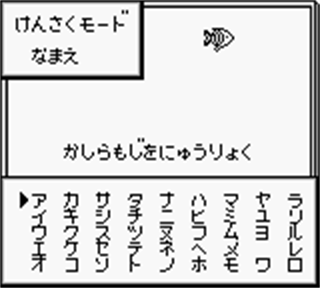 けんさくモード
なまえ
かしらもじをにゅうりょく
▶アイウエオ
カキクケコ
サシスセソ
タチツテト
ナニヌネノ
ハヒフヘホ
マミムメモ
ヤユヨ ワ
ラリルレロ